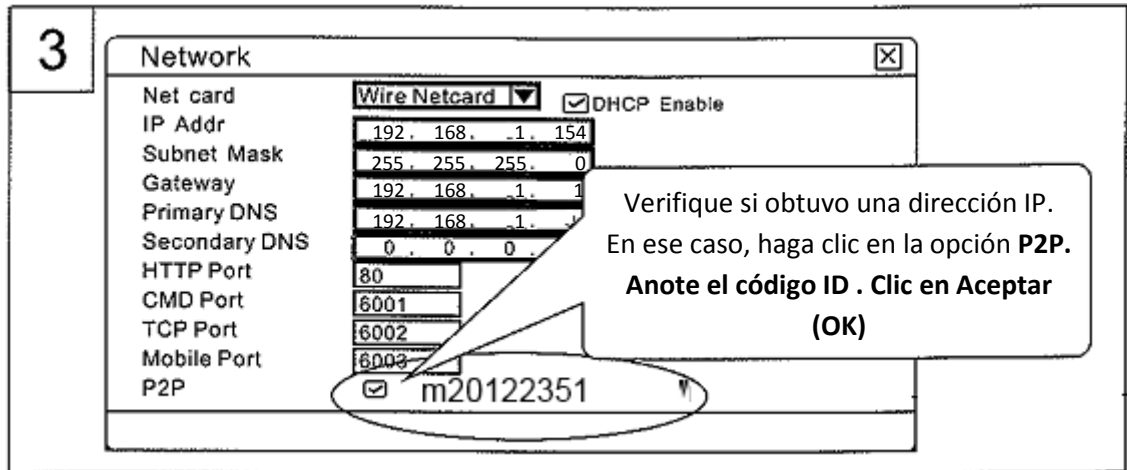 3
Network
Net card Wire Netcard DHCP Enable
IP Addr 192. 168. 1. 154
Subnet Mask 255. 255. 255. 0
Gateway 192. 168. 1. 1
Primary DNS 192. 168. 1.
Secondary DNS 0. 0. 0.
HTTP Port 80
CMD Port 6001
TCP Port 6002
Mobile Port 6003
P2P m20122351
Verifique si obtuvo una dirección IP.
En ese caso, haga clic en la opción P2P.
Anote el código ID . Clic en Aceptar
(OK)